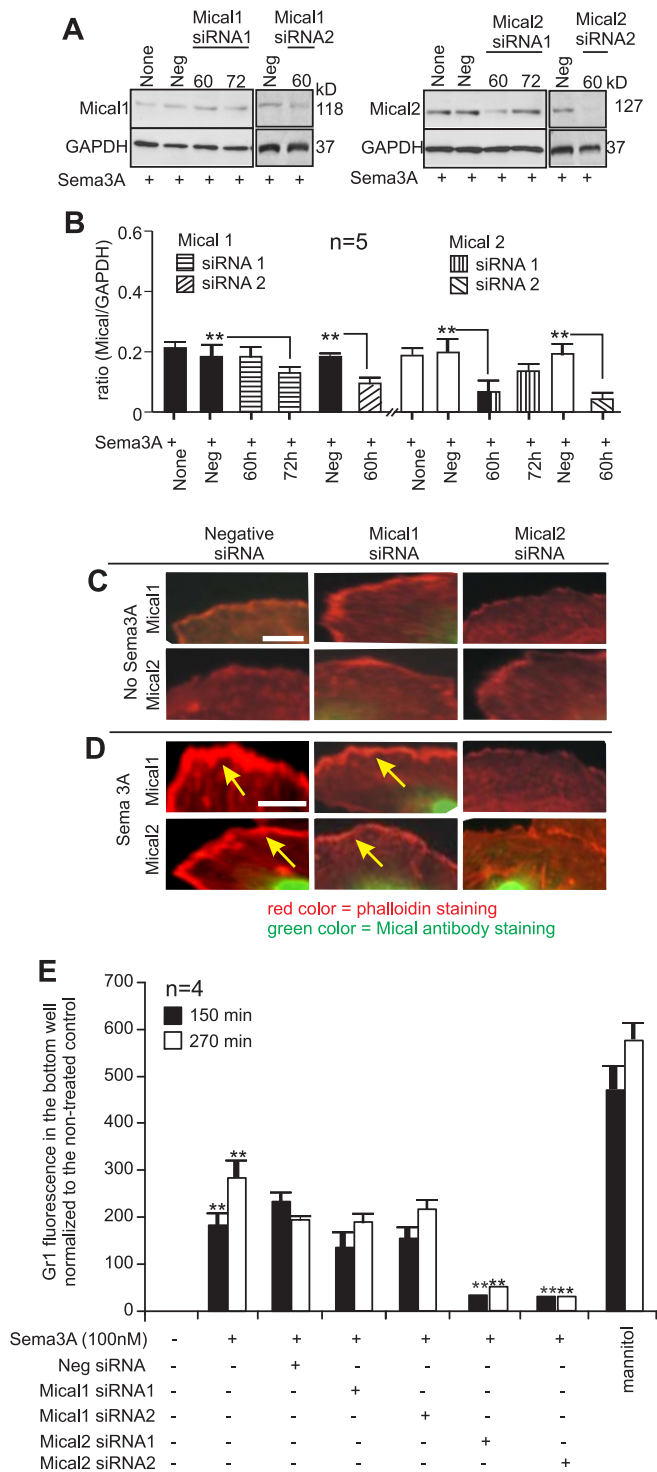 A
Mical1 siRNA1
Mical1 siRNA2
None Neg 60 72 Neg 60 kD
Mical1 118
GAPDH 37
Sema3A + + + + + +
Mical2 siRNA1
Mical2 siRNA2
None Neg 60 72 Neg 60 kD
Mical2 127
GAPDH 37
Sema3A + + + + + +
B
ratio (Mical/GAPDH)
0.6
0.4
0.2
0
Mical 1
siRNA 1
siRNA 2
n=5
Mical 2
siRNA 1
siRNA 2
** ** ** **
Sema3A + + + + + + + + + + + +
None Neg 60h 72h Neg 60h None Neg 60h 72h Neg 60h
Negative siRNA
Mical1 siRNA
Mical2 siRNA
C
No Sema3A
Mical1
Mical2
D
Sema 3A
Mical1
Mical2
red color = phalloidin staining
green color = Mical antibody staining
E
Gr1 fluorescence in the bottom well
normalized to the non-treated control
700
600
500
400
300
200
100
0
n=4
150 min
270 min
** ** ** ** ** **
Sema3A (100nM) - + + + + + +
Neg siRNA - - + - - - -
Mical1 siRNA1 - - - + - - -
Mical1 siRNA2 - - - - + - -
Mical2 siRNA1 - - - - - + -
Mical2 siRNA2 - - - - - - +
mannitol